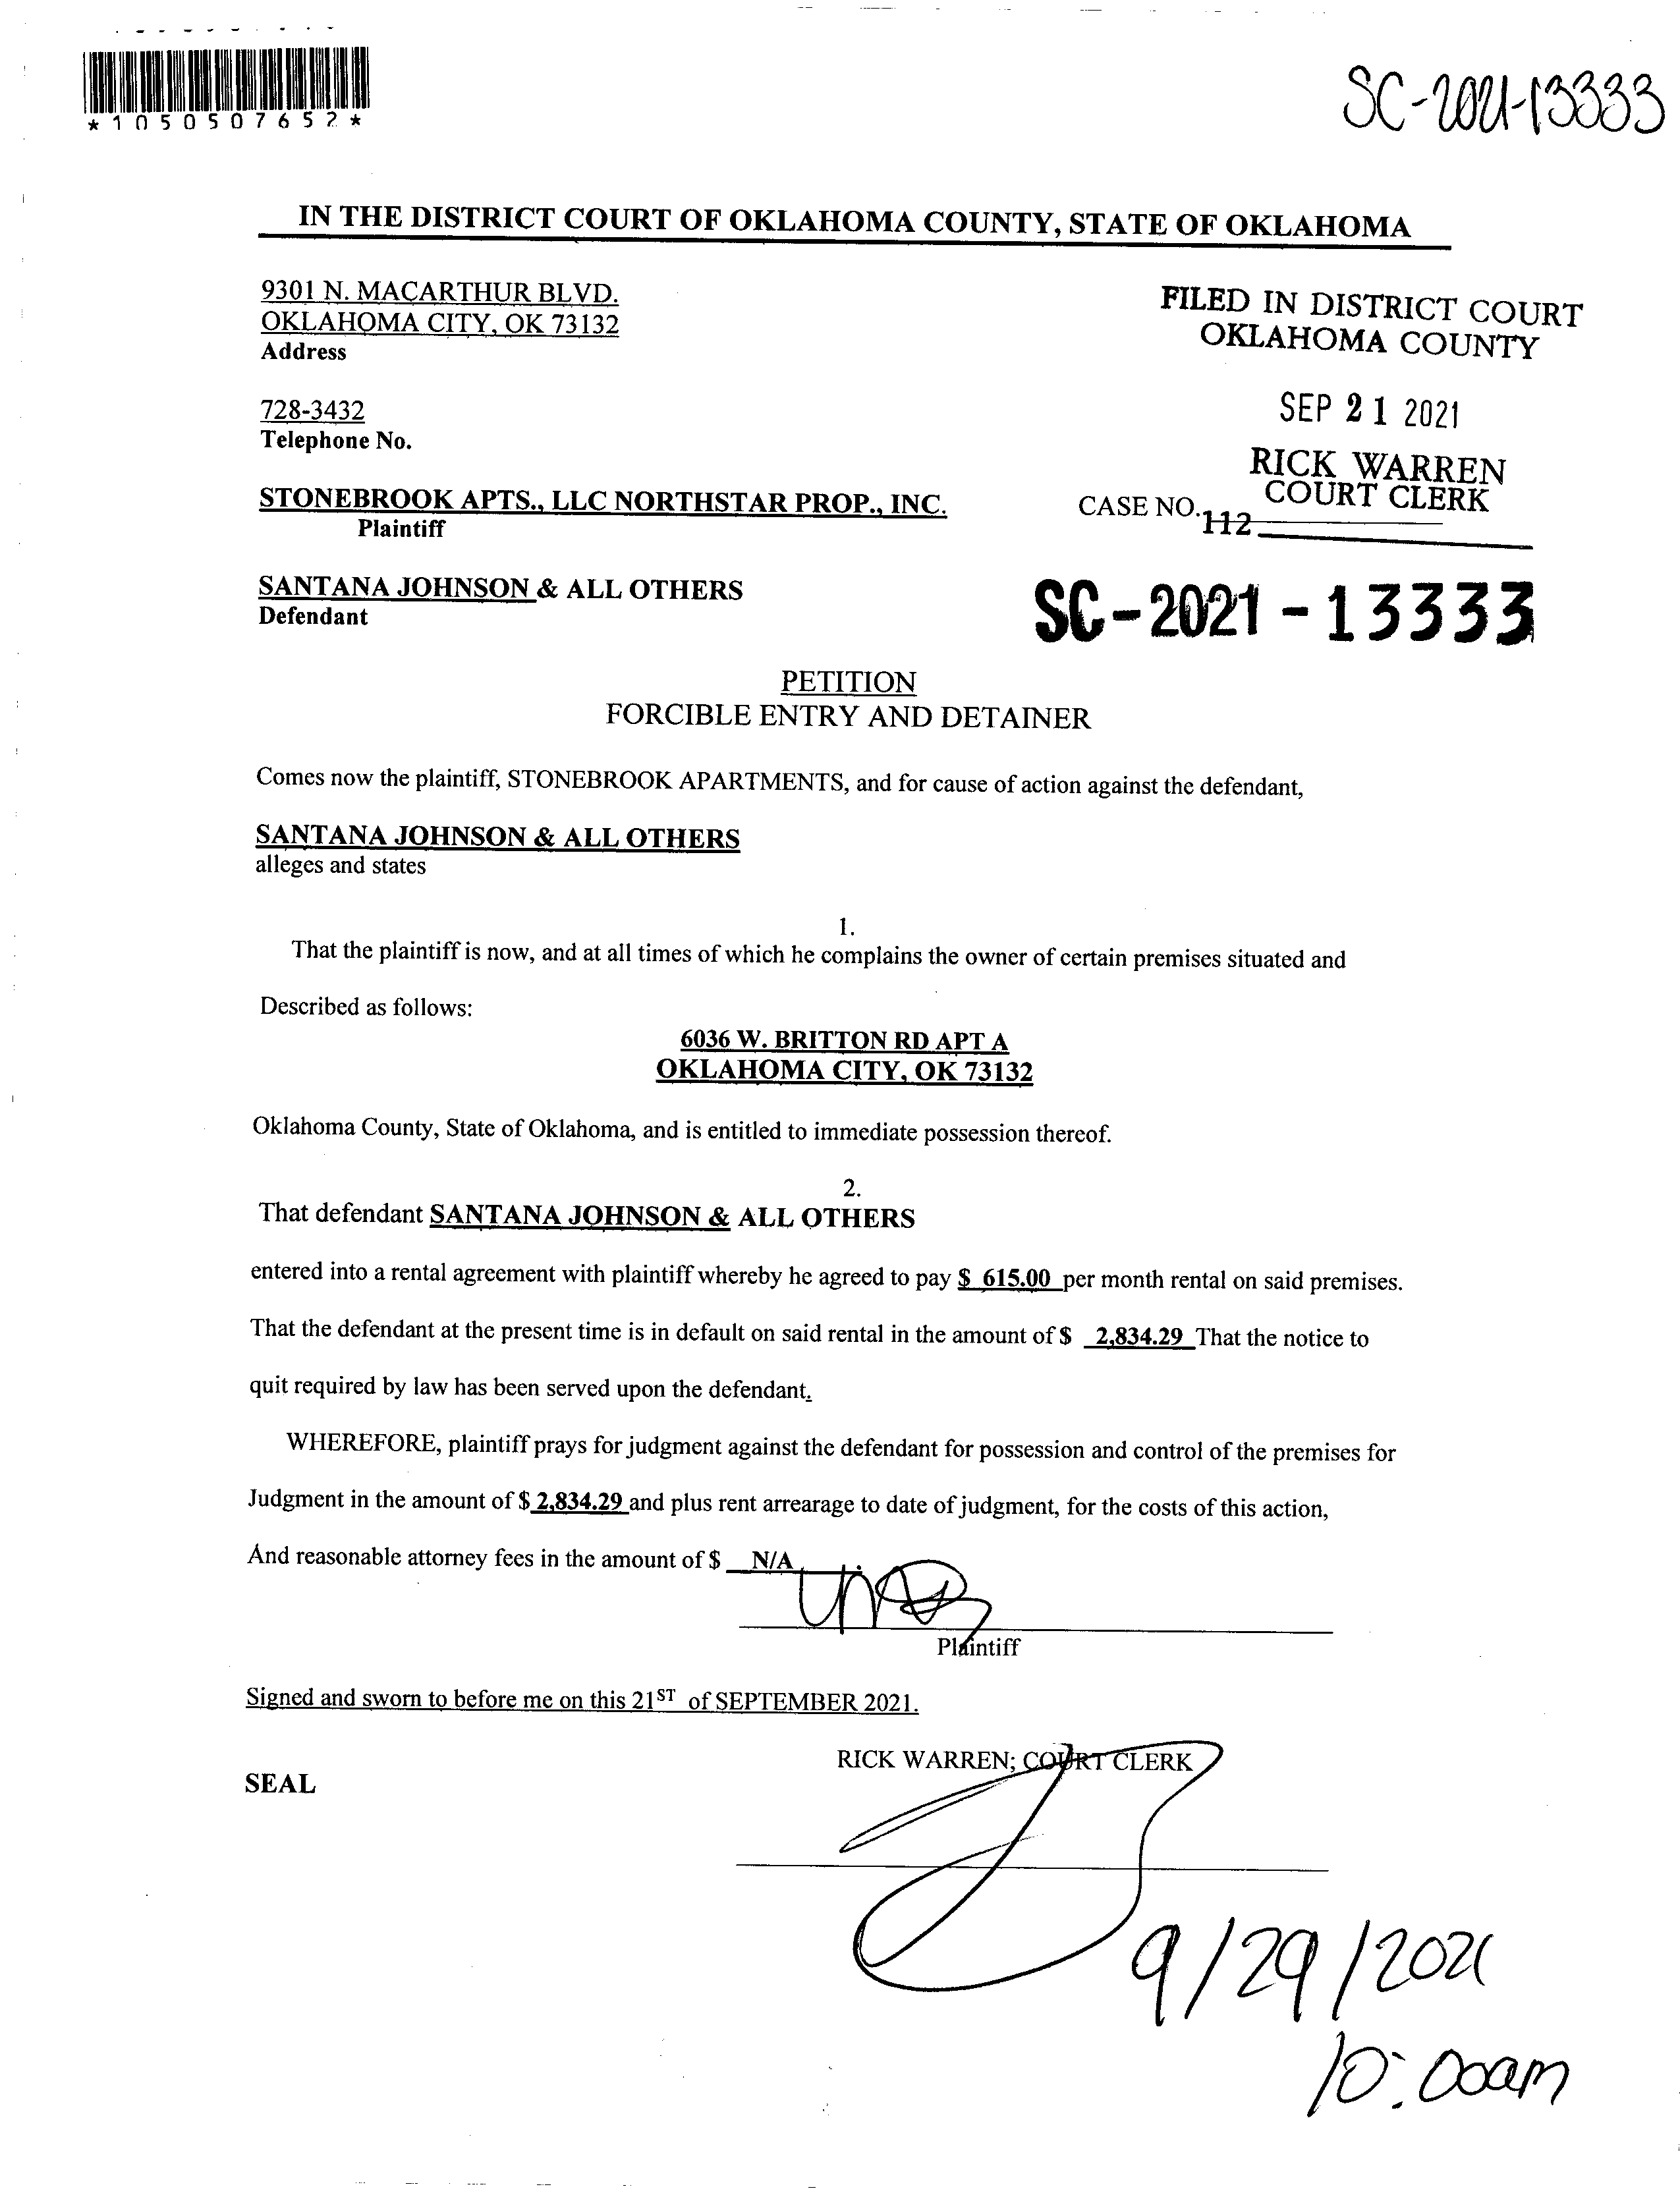 *1050507652*
SC-2021-13333
IN THE DISTRICT COURT OF OKLAHOMA COUNTY, STATE OF OKLAHOMA
9301 N. MACARTHUR BLVD.
OKLAHOMA CITY, OK 73132
Address
FILED IN DISTRICT COURT
OKLAHOMA COUNTY
728-3432
Telephone No.
SEP 21 2021
RICK WARREN
COURT CLERK
STONEBROOK APTS., LLC NORTHSTAR PROP., INC.
Plaintiff
CASE NO.
112
SANTANA JOHNSON & ALL OTHERS
Defendant
SC-2021-13333
PETITION
FORCIBLE ENTRY AND DETAINER
Comes now the plaintiff, STONEBROOK APARTMENTS, and for cause of action against the defendant,
SANTANA JOHNSON & ALL OTHERS
alleges and states
1.
That the plaintiff is now, and at all times of which he complains the owner of certain premises situated and
Described as follows:
6036 W. BRITTON RD APT A
OKLAHOMA CITY, OK 73132
Oklahoma County, State of Oklahoma, and is entitled to immediate possession thereof.
2.
That defendant SANTANA JOHNSON & ALL OTHERS
entered into a rental agreement with plaintiff whereby he agreed to pay $ 615.00 per month rental on said premises.
That the defendant at the present time is in default on said rental in the amount of $ 2,834.29 That the notice to
quit required by law has been served upon the defendant.
WHEREFORE, plaintiff prays for judgment against the defendant for possession and control of the premises for
Judgment in the amount of $ 2,834.29 and plus rent arrearage to date of judgment, for the costs of this action,
And reasonable attorney fees in the amount of $ N/A
Plaintiff
Signed and sworn to before me on this 21ST of SEPTEMBER 2021.
RICK WARREN; COURT CLERK
SEAL
9/29/2021
10:00am